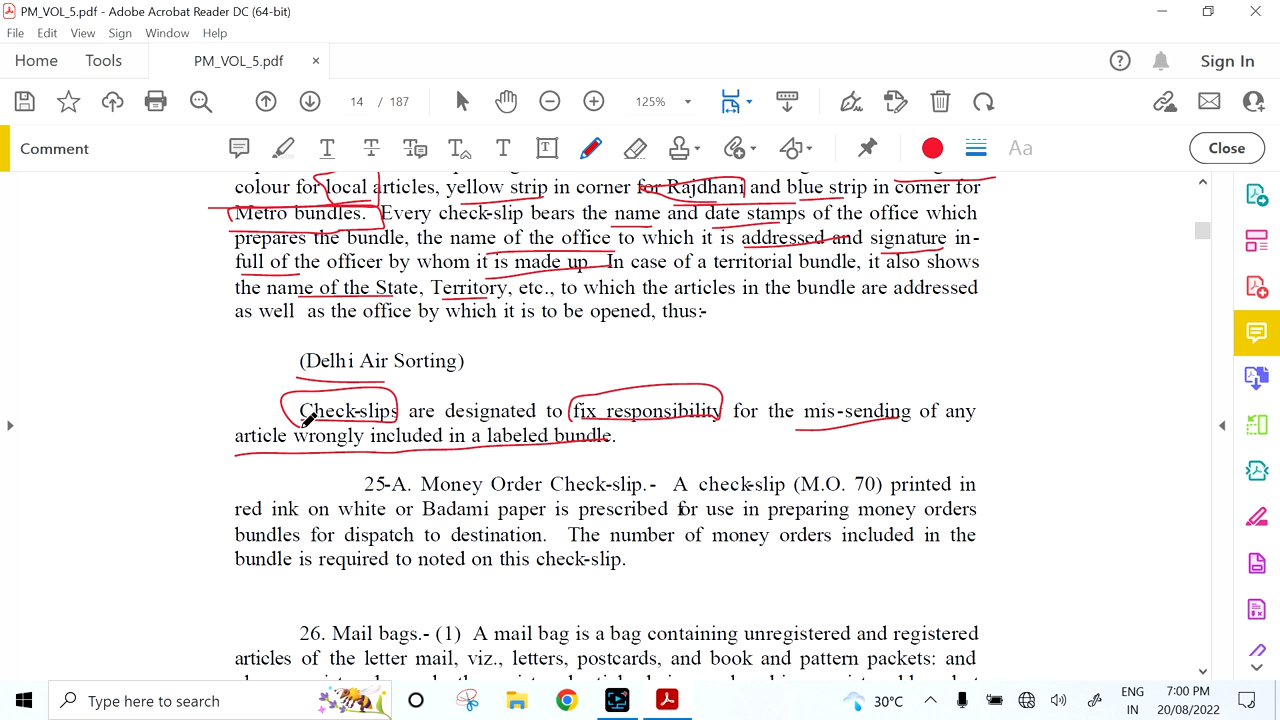 PM_VOL_5.pdf - Adobe Acrobat Reader DC (64-bit)
File Edit View Sign Window Help
Home Tools PM_VOL_5.pdf × Sign In
14 / 187 125%
Comment Aa Close
colour for local articles, yellow strip in corner for Rajdhani and blue strip in corner for
Metro bundles. Every check-slip bears the name and date stamps of the office which
prepares the bundle, the name of the office to which it is addressed and signature in-
full of the officer by whom it is made up. In case of a territorial bundle, it also shows
the name of the State, Territory, etc., to which the articles in the bundle are addressed
as well as the office by which it is to be opened, thus:-
(Delhi Air Sorting)
Check-slips are designated to fix responsibility for the mis-sending of any
article wrongly included in a labeled bundle.
25-A. Money Order Check-slip.- A check-slip (M.O. 70) printed in
red ink on white or Badami paper is prescribed for use in preparing money orders
bundles for dispatch to destination. The number of money orders included in the
bundle is required to noted on this check-slip.
26. Mail bags.- (1) A mail bag is a bag containing unregistered and registered
articles of the letter mail, viz., letters, postcards, and book and pattern packets: and
Type here to search 30°C ENG IN 7:00 PM 20/08/2022